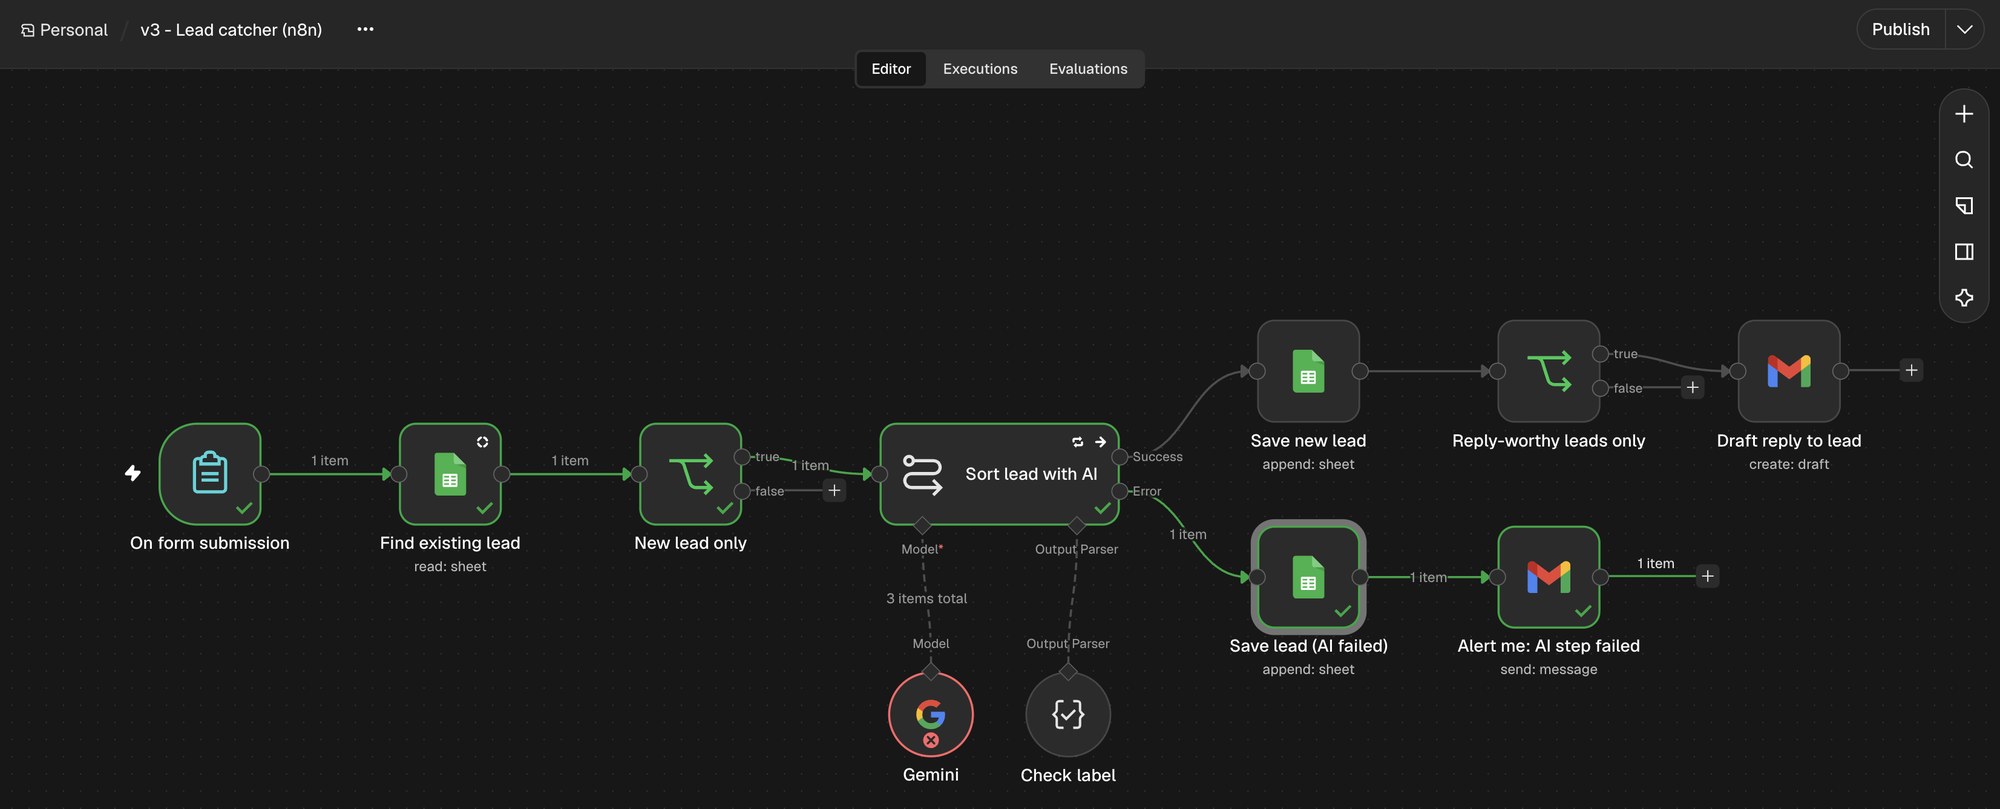 Personal / v3 - Lead catcher (n8n) ...
Publish
Editor Executions Evaluations
1 item
1 item
true
1 item
false
Sort lead with AI
Success
Error
On form submission
Find existing lead
read: sheet
New lead only
Model*
Output Parser
3 items total
Model
Output Parser
Gemini
Check label
Save new lead
append: sheet
true
false
Reply-worthy leads only
Draft reply to lead
create: draft
1 item
Save lead (AI failed)
append: sheet
1 item
Alert me: AI step failed
send: message
1 item